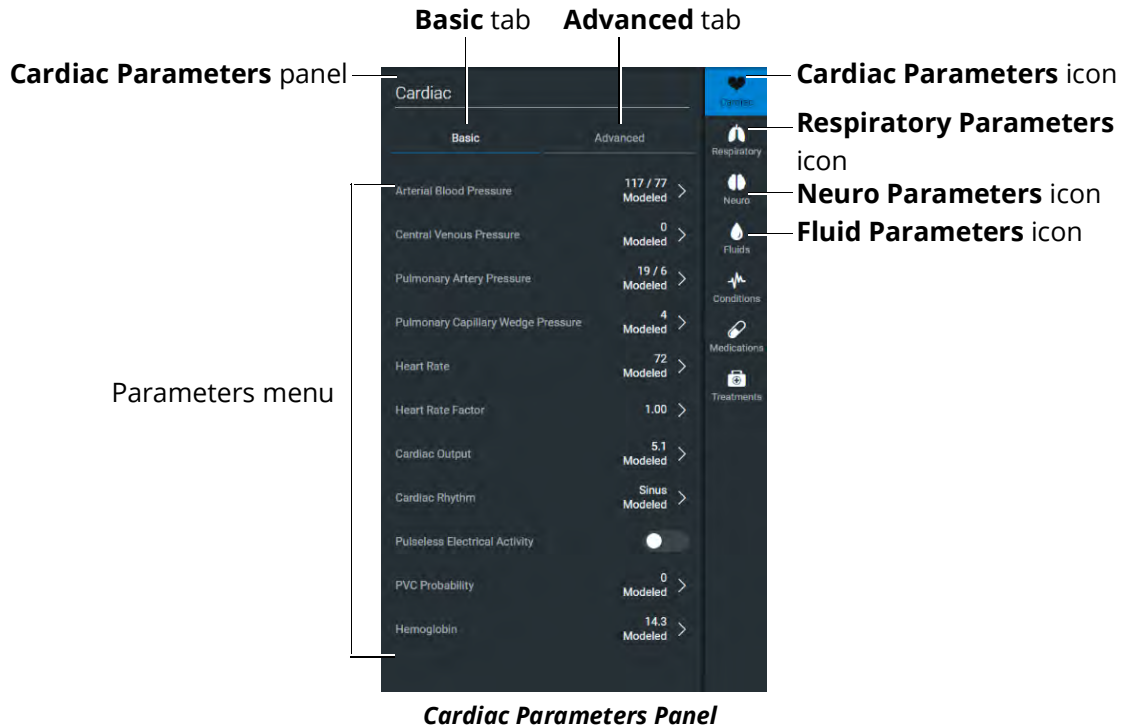 Basic tab Advanced tab
Cardiac Parameters panel
Cardiac Parameters icon
Respiratory Parameters
icon
Neuro Parameters icon
Fluid Parameters icon
Parameters menu
Cardiac
Basic Advanced
Arterial Blood Pressure 117 / 77
Modeled
Central Venous Pressure 0
Modeled
Pulmonary Artery Pressure 19 / 6
Modeled
Pulmonary Capillary Wedge Pressure 4
Modeled
Heart Rate 72
Modeled
Heart Rate Factor 1.00
Cardiac Output 5.1
Modeled
Cardiac Rhythm Sinus
Modeled
Pulseless Electrical Activity
PVC Probability 0
Modeled
Hemoglobin 14.3
Modeled
Cardiac
Respiratory
Neuro
Fluids
Conditions
Medications
Treatments
Cardiac Parameters Panel